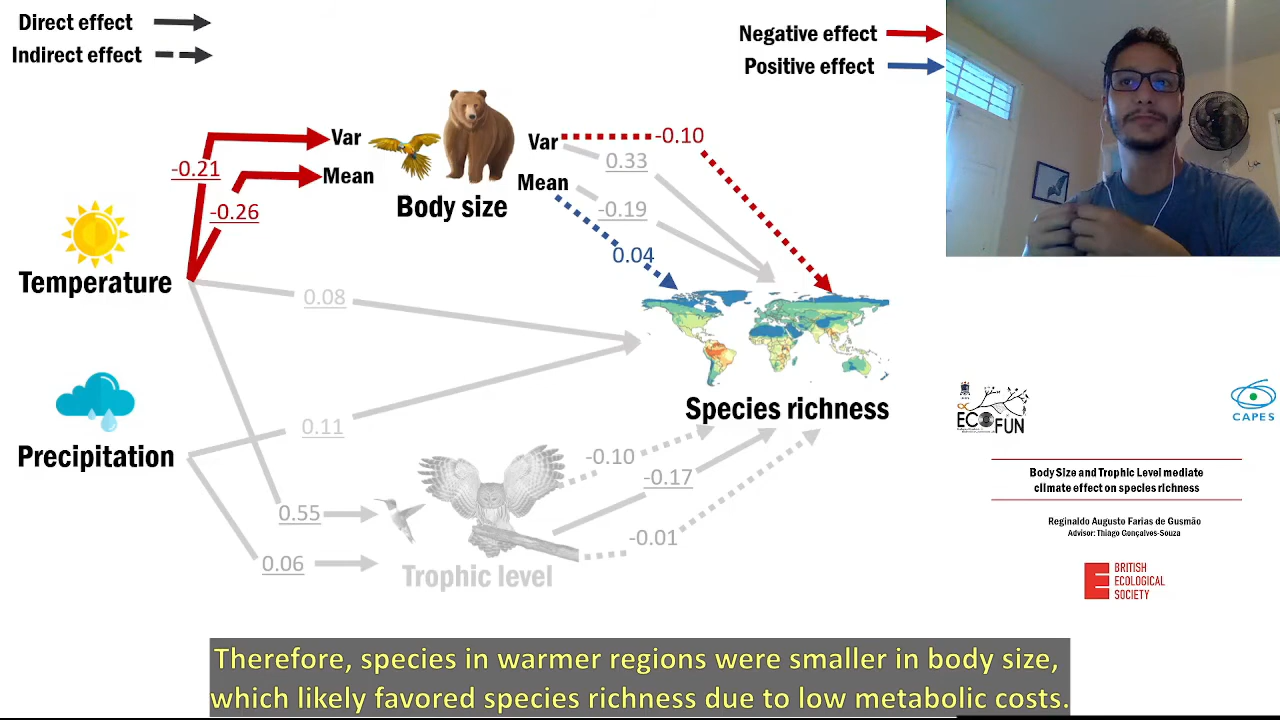 Direct effect
Indirect effect
Negative effect
Positive effect
Var
Mean
Body size
Var
Mean
-0.10
0.33
-0.19
0.04
-0.21
-0.26
Temperature
0.08
Precipitation
0.11
Species richness
0.55
0.06
Trophic level
-0.10
-0.17
-0.01
ECOFUN
CAPES
Body Size and Trophic Level mediate
climate effect on species richness
Reginaldo Augusto Farias de Gusmão
Advisor: Thiago Gonçalves-Souza
BRITISH
ECOLOGICAL
SOCIETY
Therefore, species in warmer regions were smaller in body size,
which likely favored species richness due to low metabolic costs.